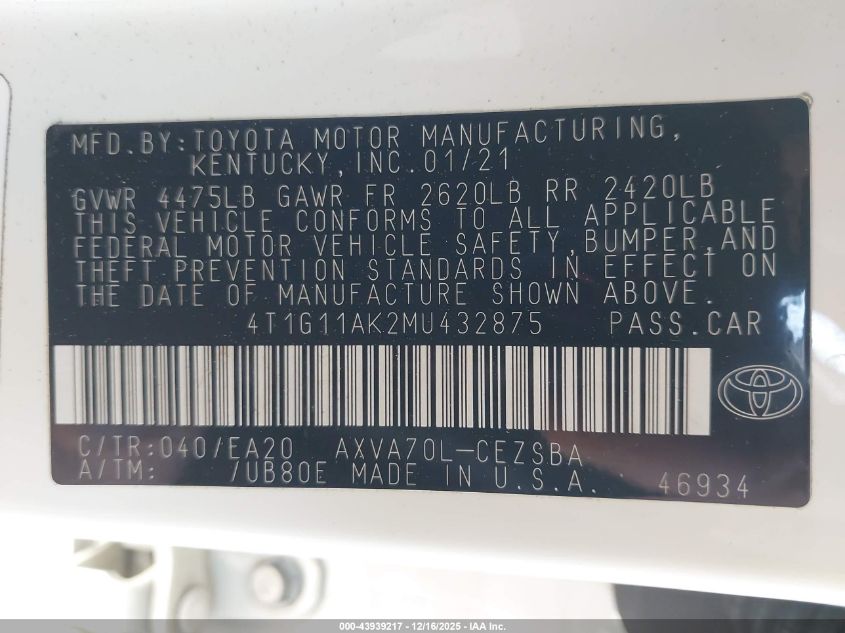 MFD.BY:TOYOTA MOTOR MANUFACTURING,
KENTUCKY,INC.01/21
GVWR 4475LB GAWR FR 2620LB RR 2420LB
THIS VEHICLE CONFORMS TO ALL APPLICABLE
FEDERAL MOTOR VEHICLE SAFETY,BUMPER,AND
THEFT PREVENTION STANDARDS IN EFFECT ON
THE DATE OF MANUFACTURE SHOWN ABOVE.
4T1G11AK2MU432875 PASS.CAR
C/TR:040/EA20 AXVA70L-CEZSBA
A/TM: /UB80E MADE IN U.S.A. 46934
000-43939217 - 12/16/2025 - IAA Inc.